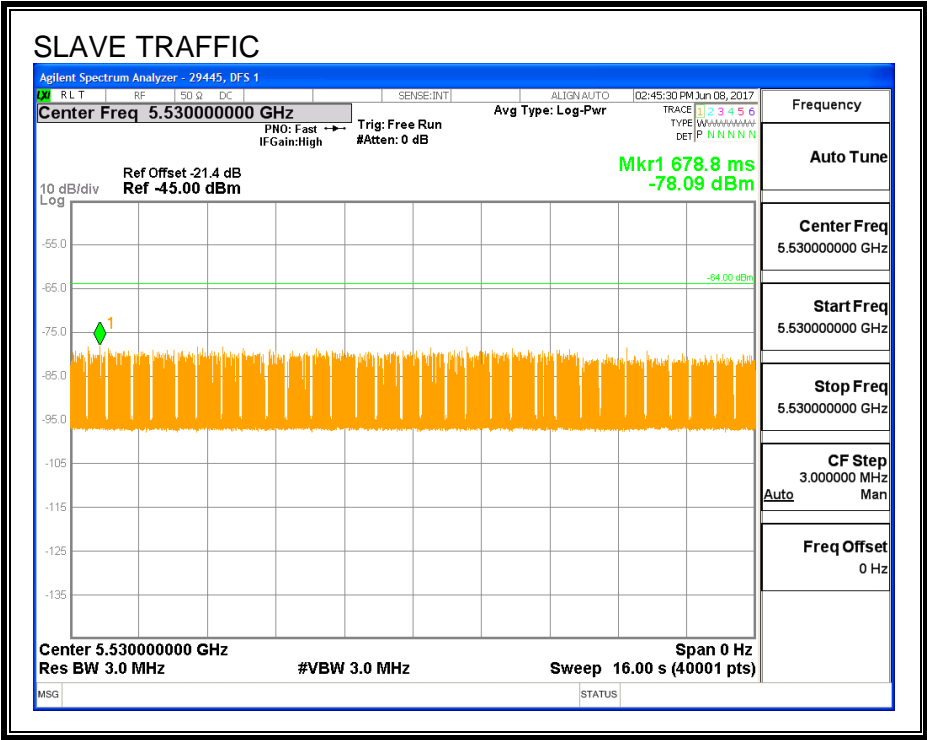 SLAVE TRAFFIC
Agilent Spectrum Analyzer - 29445, DFS 1
LXI RLT RF 50 Ω DC SENSE:INT ALIGN AUTO 02:45:30 PM Jun 08, 2017
Center Freq 5.530000000 GHz
PNO: Fast
IFGain:High
Trig: Free Run
#Atten: 0 dB
Avg Type: Log-Pwr
TRACE 1 2 3 4 5 6
TYPE
DET P N N N N N
Ref Offset -21.4 dB
Mkr1 678.8 ms
10 dB/div Ref -45.00 dBm
-78.09 dBm
Log
-55.0
-64.00 dBm
-65.0
1
-75.0
-85.0
-95.0
-105
-115
-125
-135
Center 5.530000000 GHz
Span 0 Hz
Res BW 3.0 MHz
#VBW 3.0 MHz
Sweep 16.00 s (40001 pts)
MSG
STATUS
Frequency
Auto Tune
Center Freq
5.530000000 GHz
Start Freq
5.530000000 GHz
Stop Freq
5.530000000 GHz
CF Step
3.000000 MHz
Auto Man
Freq Offset
0 Hz